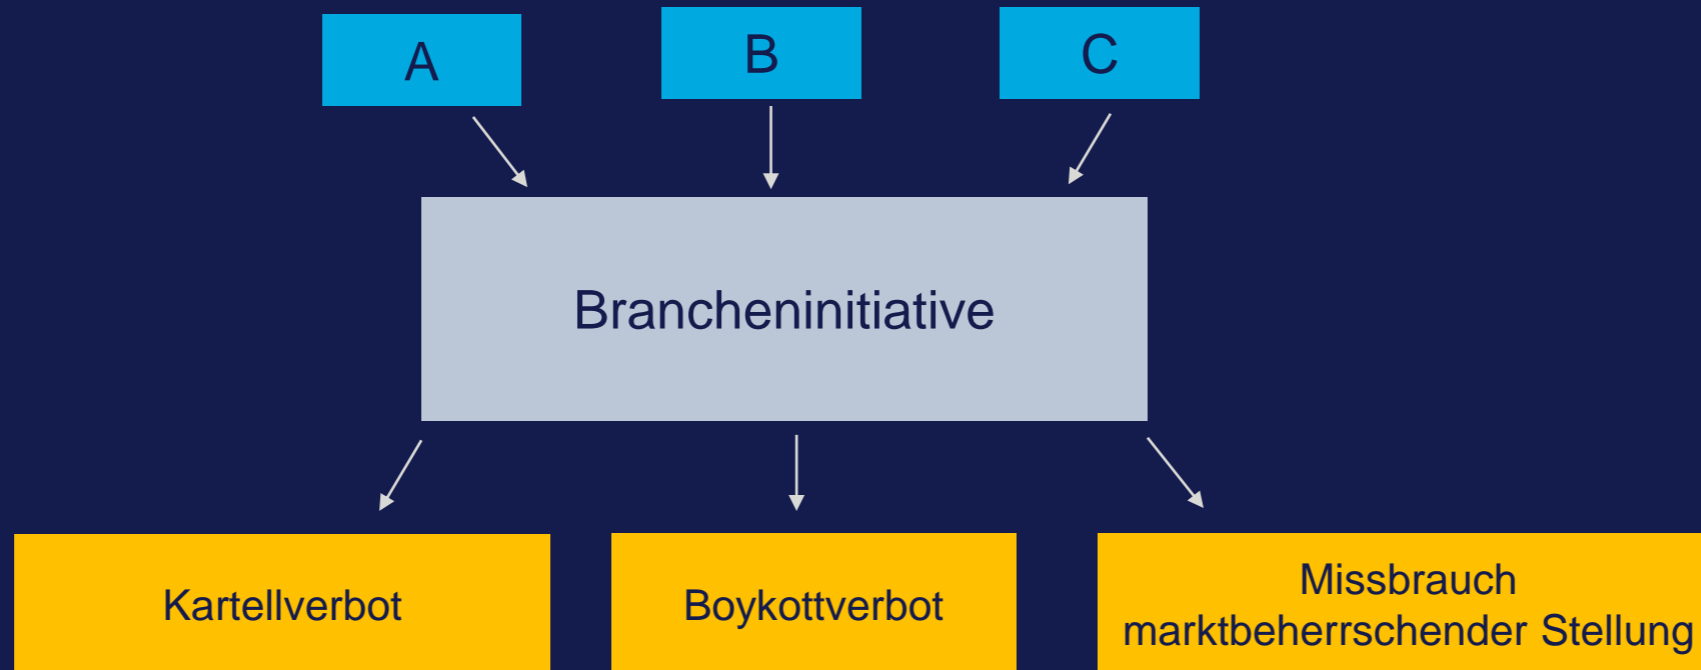 A
B
C
Brancheninitiative
Kartellverbot
Boykottverbot
Missbrauch
marktbeherrschender Stellung